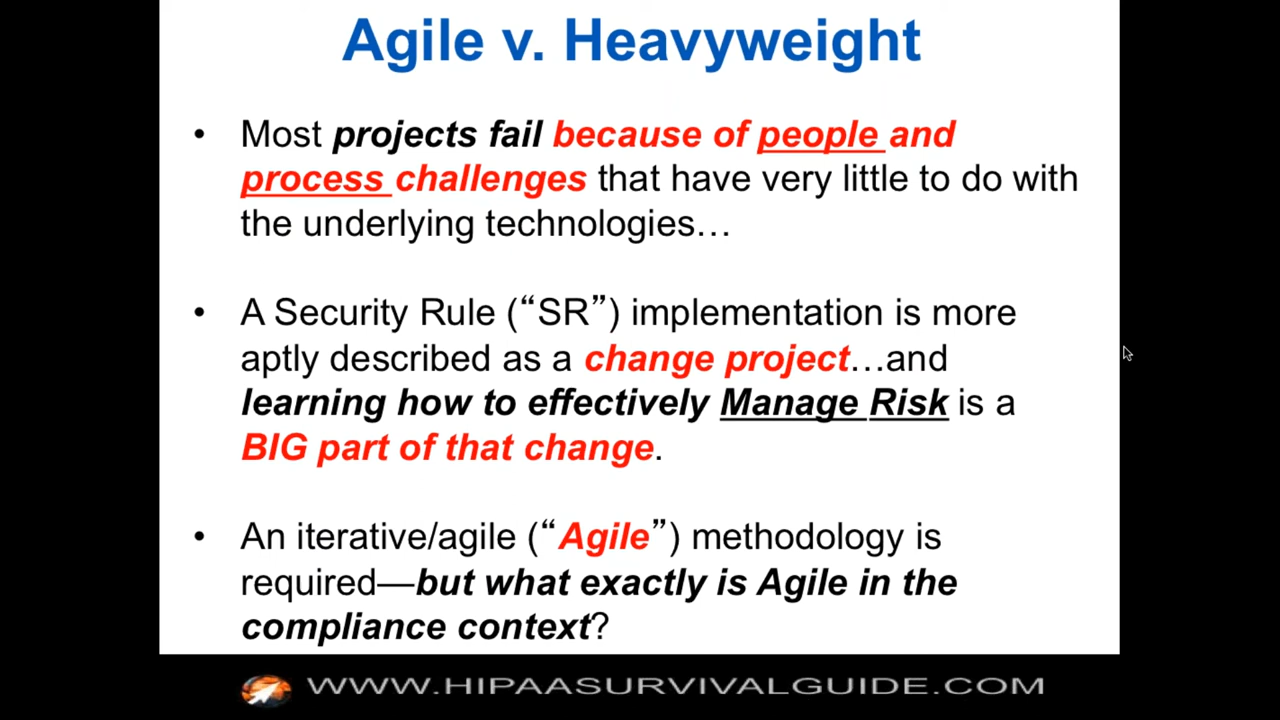 Agile v. Heavyweight
• Most projects fail because of people and
process challenges that have very little to do with
the underlying technologies…
• A Security Rule (“SR”) implementation is more
aptly described as a change project…and
learning how to effectively Manage Risk is a
BIG part of that change.
• An iterative/agile (“Agile”) methodology is
required—but what exactly is Agile in the
compliance context?
WWW.HIPAASURVIVALGUIDE.COM